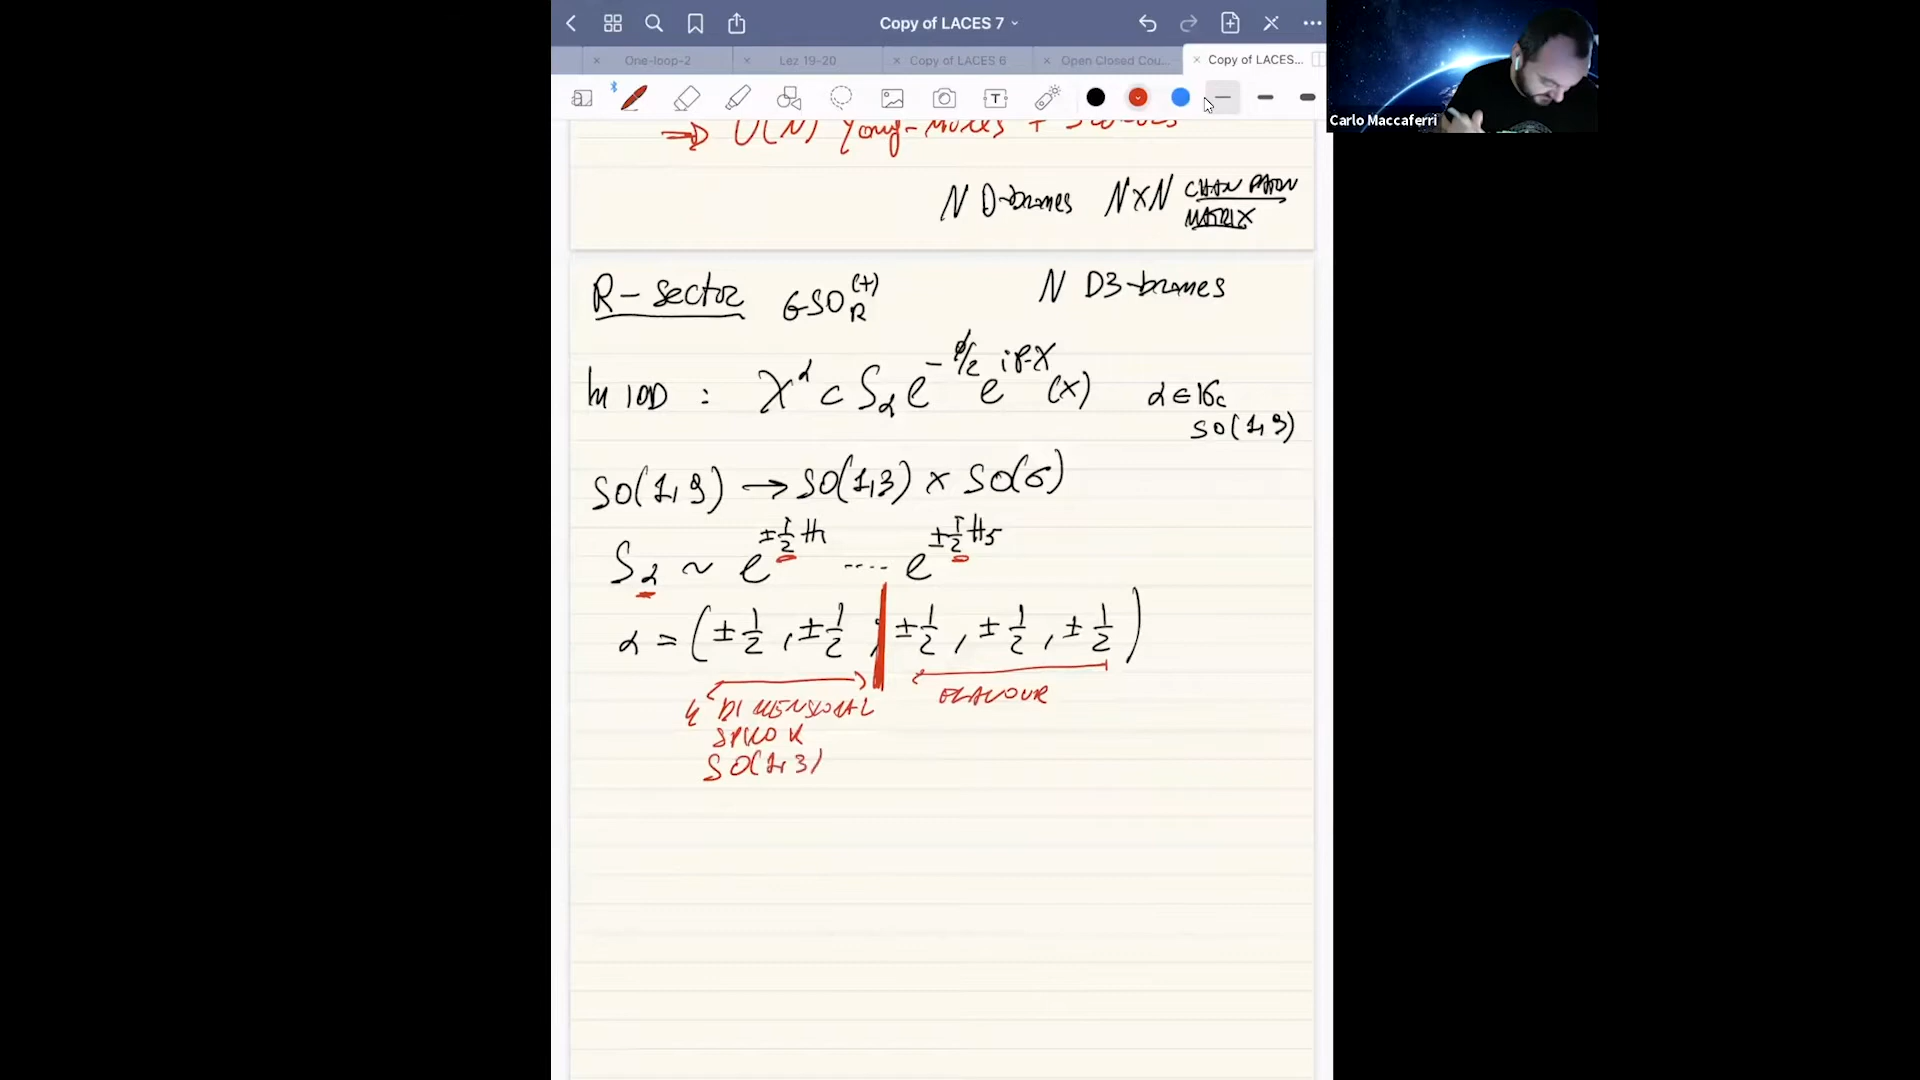 Copy of LACES 7
One-loop-2
Lez 19-20
Copy of LACES 6
Open Closed Cou...
Copy of LACES...
Carlo Maccaferri
⇒ U(N) Yang-Mills +
N D-branes N×N CHAN PATON
MATRIX
R-sector GSO_R^(+) N D3-branes
In 10D : χ^α c S_α e^{-φ/2} e^{iP·X} (x) α ∈ 16_c
SO(1,9)
SO(1,9) → SO(1,3) × SO(6)
S_α ~ e^{±i/2 H_1} ..... e^{±i/2 H_5}
α = (±1/2, ±1/2 ; ±1/2, ±1/2, ±1/2)
4 DIMENSIONAL FLAVOUR
SPINOR
SO(1,3)